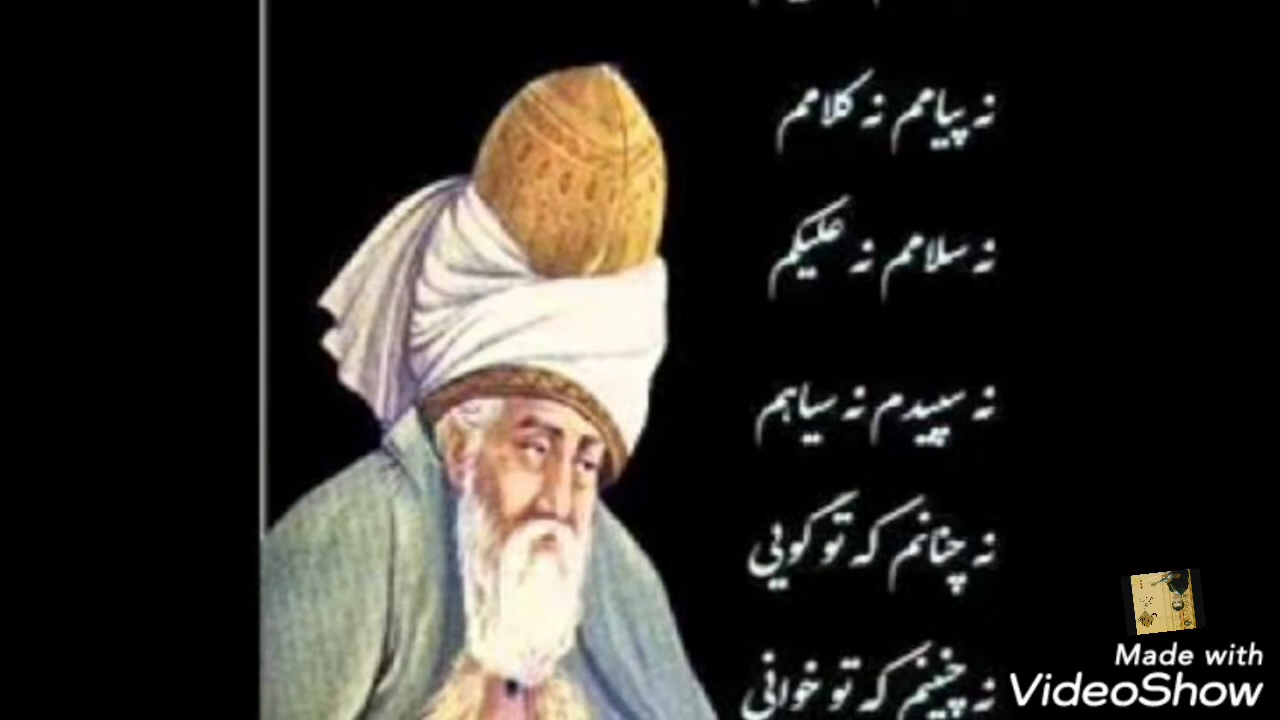 نه پیامم نه کلامم
نه سلامم نه علیکم
نه سپیدم نه سیاهم
نه چنانم که تو گویی
نه چنینم که تو خوانی
Made with
VideoShow